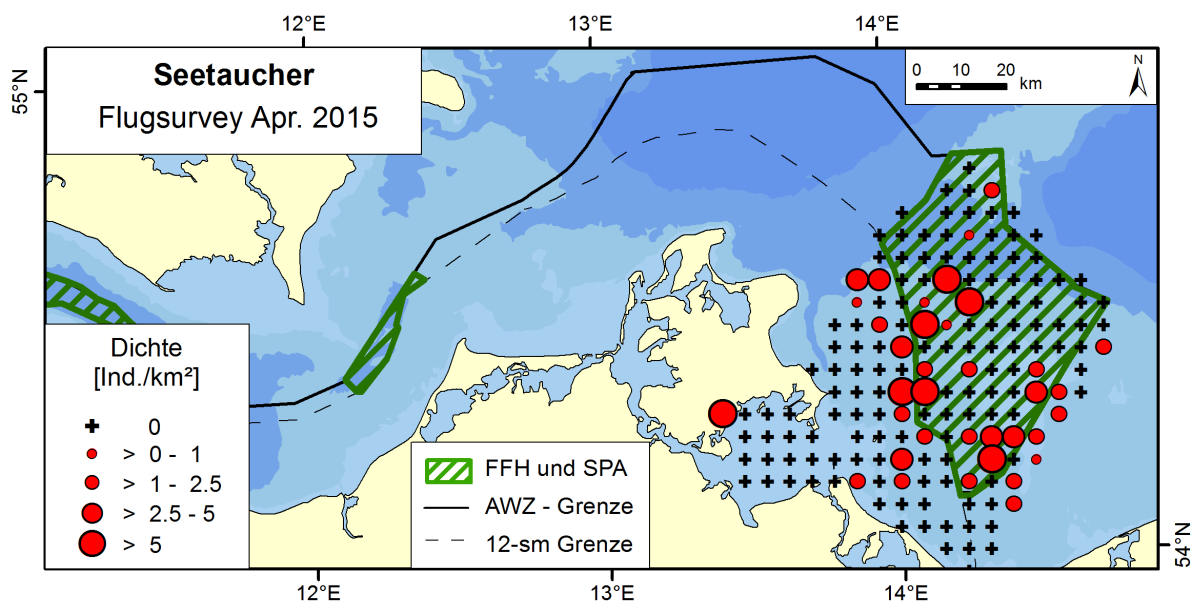 12°E 13°E 14°E
55°N
Seetaucher
Flugsurvey Apr. 2015
0 10 20
km
N
Dichte
[Ind./km²]
0
> 0 - 1
> 1 - 2.5
> 2.5 - 5
> 5
FFH und SPA
AWZ - Grenze
12-sm Grenze
54°N
12°E 13°E 14°E